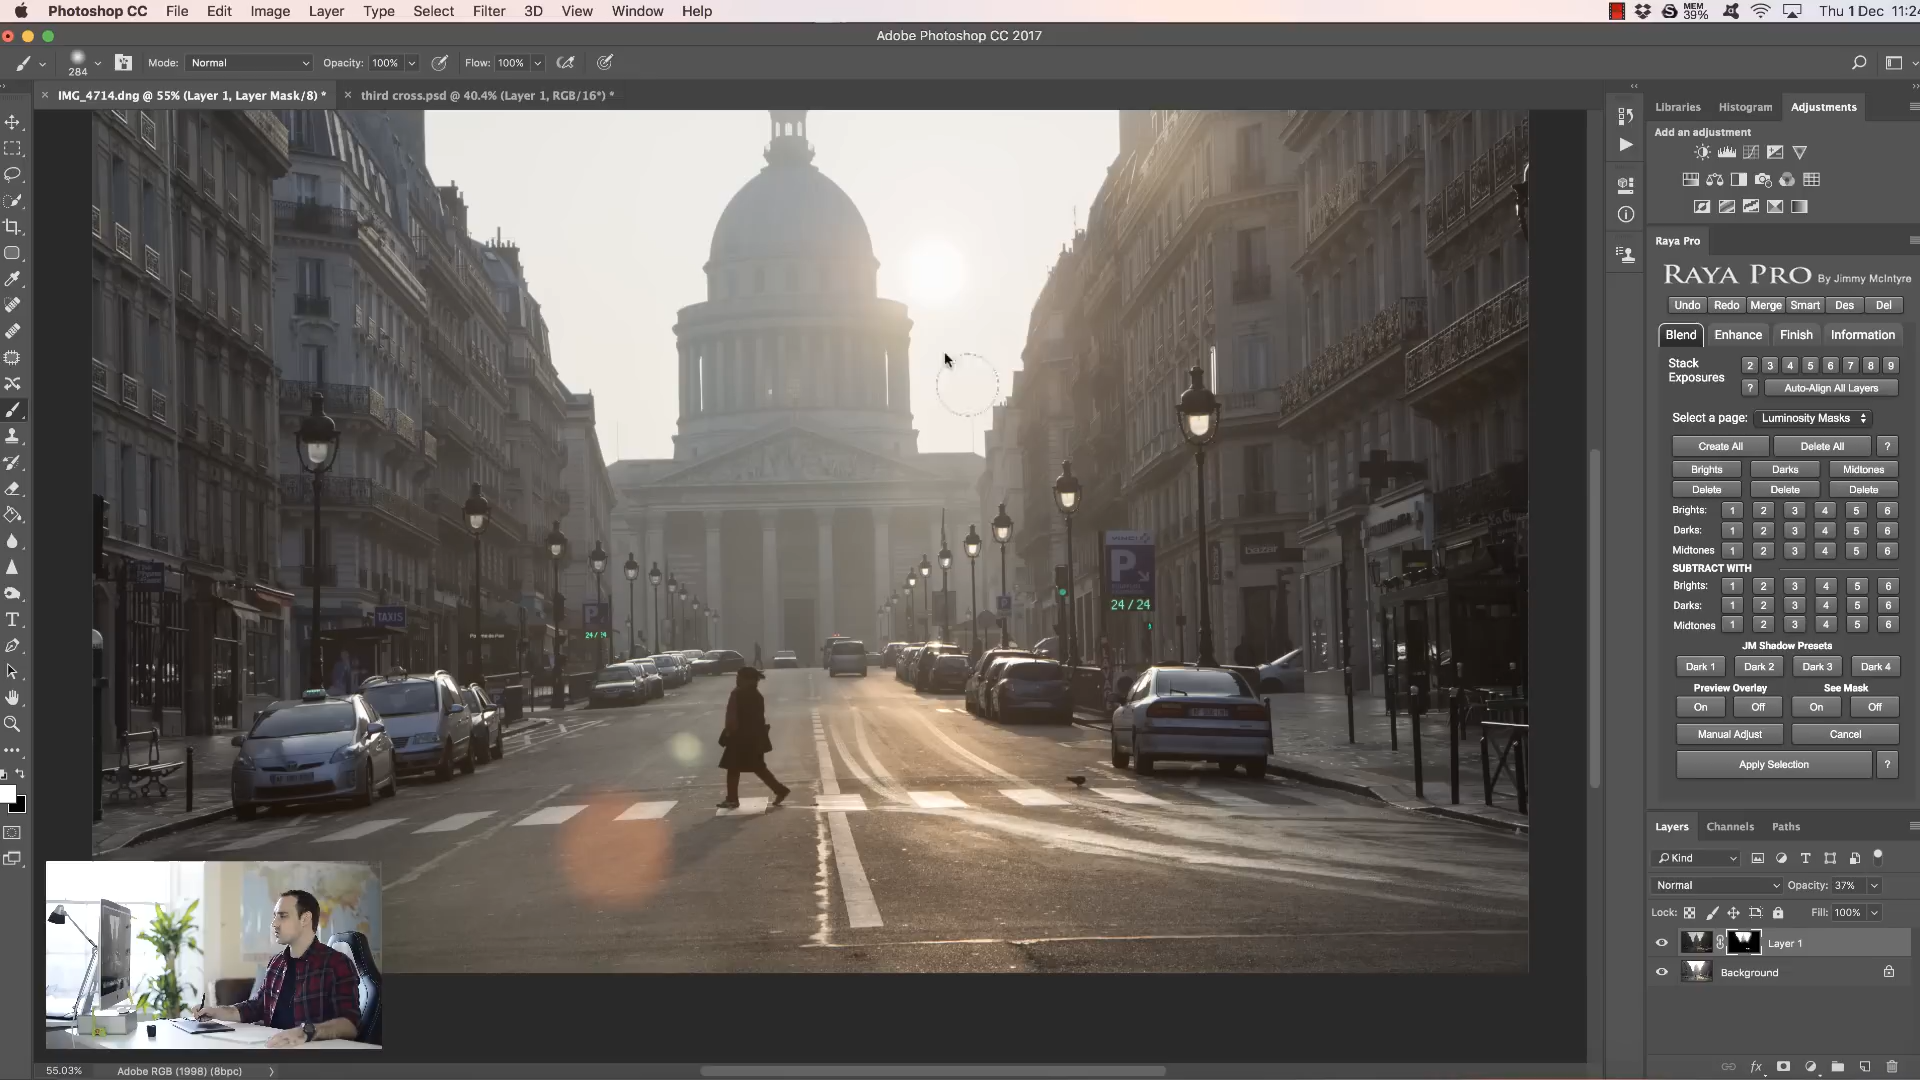 Photoshop CC File Edit Image Layer Type Select Filter 3D View Window Help MEM 39% Thu 1 Dec 11:24
Adobe Photoshop CC 2017
284 Mode: Normal Opacity: 100% Flow: 100%
× IMG_4714.dng @ 55% (Layer 1, Layer Mask/8) * × third cross.psd @ 40.4% (Layer 1, RGB/16*) *
Libraries Histogram Adjustments
Add an adjustment
Raya Pro
RAYA PRO By Jimmy McIntyre
Undo Redo Merge Smart Des Del
Blend Enhance Finish Information
Stack Exposures 2 3 4 5 6 7 8 9
? Auto-Align All Layers
Select a page: Luminosity Masks
Create All Delete All ?
Brights Darks Midtones
Delete Delete Delete
Brights: 1 2 3 4 5 6
Darks: 1 2 3 4 5 6
Midtones 1 2 3 4 5 6
SUBTRACT WITH
Brights: 1 2 3 4 5 6
Darks: 1 2 3 4 5 6
Midtones 1 2 3 4 5 6
JM Shadow Presets
Dark 1 Dark 2 Dark 3 Dark 4
Preview Overlay See Mask
On Off On Off
Manual Adjust Cancel
Apply Selection ?
Layers Channels Paths
Kind
Normal Opacity: 37%
Lock: Fill: 100%
Layer 1
Background
VINCI
P
24 / 24
bazar
TAXIS
P
24 / 14
55.03% Adobe RGB (1998) (8bpc)